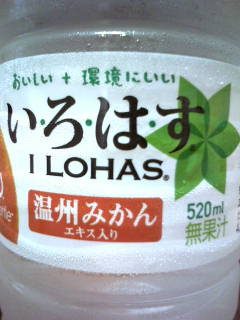 おいしい + 環境にいい
い・ろ・は・す®
I LOHAS®
温州みかん
エキス入り
520ml
無果汁